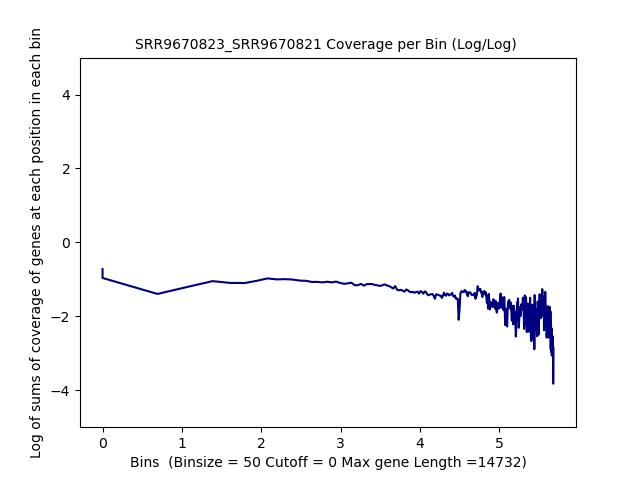 SRR9670823_SRR9670821 Coverage per Bin (Log/Log)
Log of sums of coverage of genes at each position in each bin
4
2
0
−2
−4
0 1 2 3 4 5
Bins  (Binsize = 50 Cutoff = 0 Max gene Length =14732)